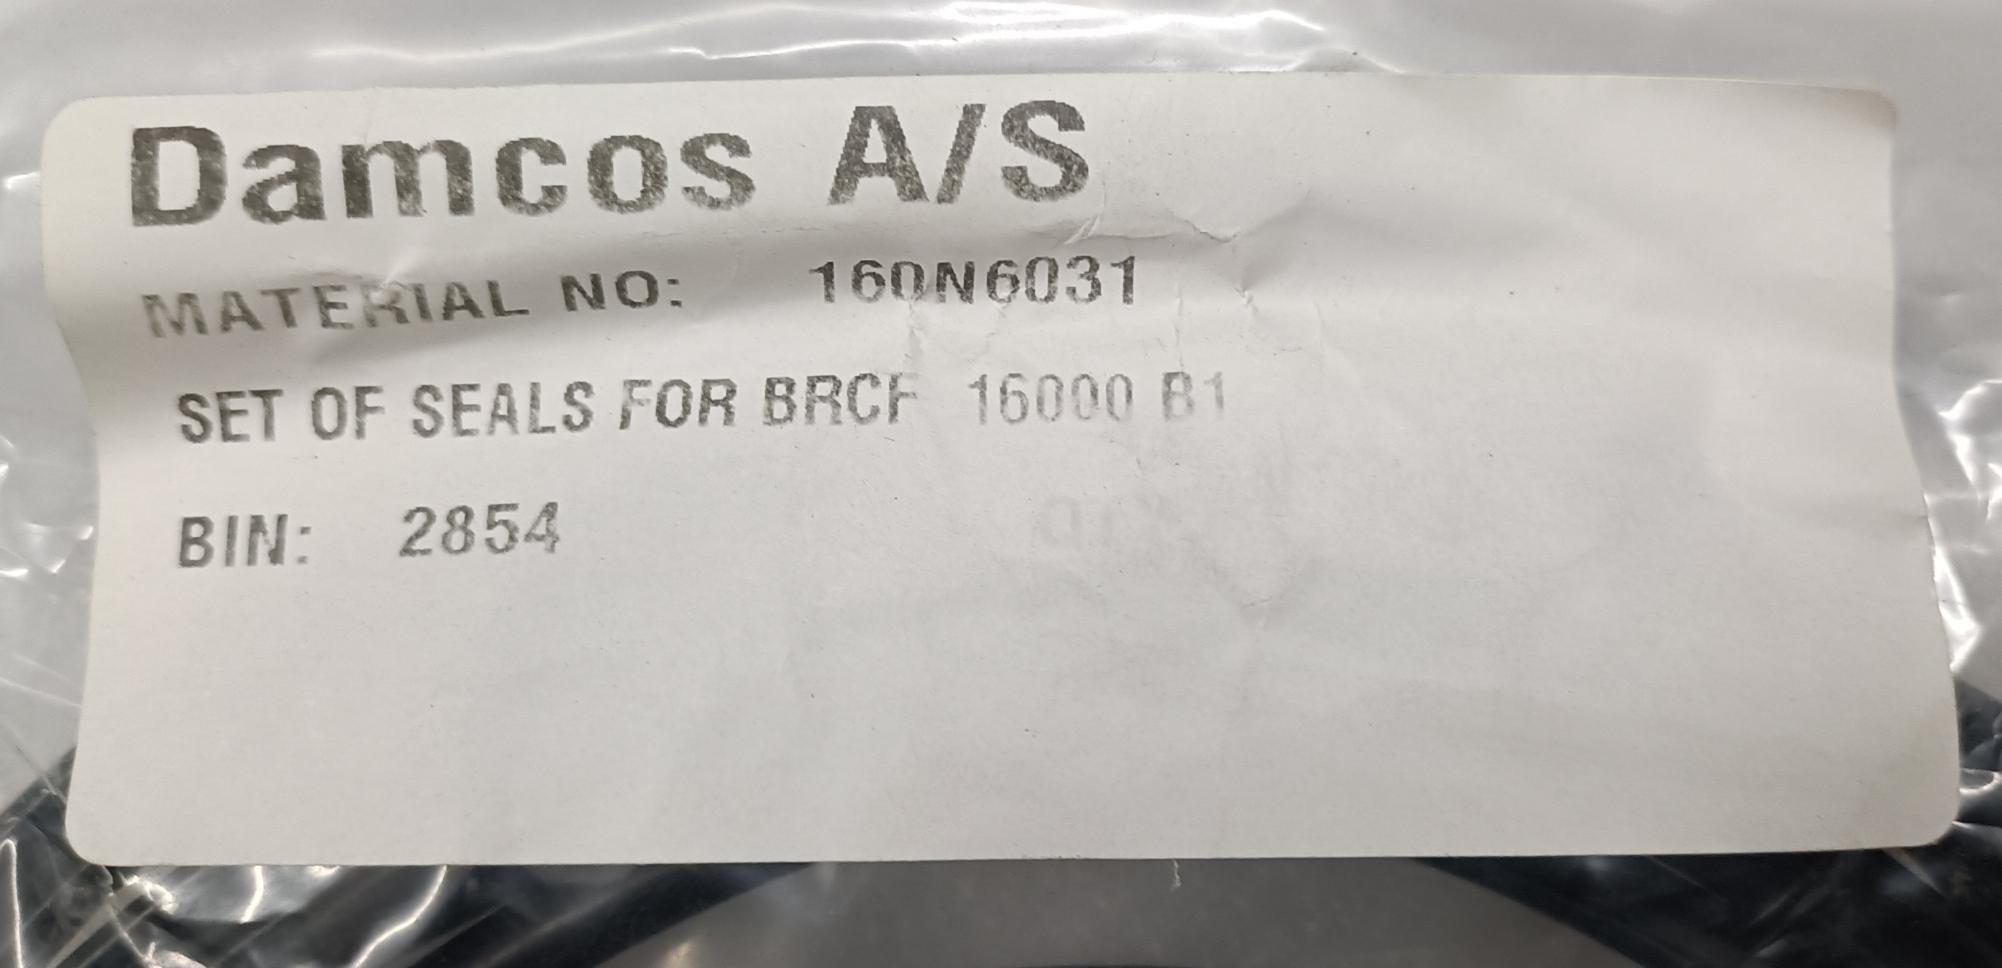 Damcos A/S
MATERIAL NO: 160N6031
SET OF SEALS FOR BRCF 16000 B1
BIN: 2854